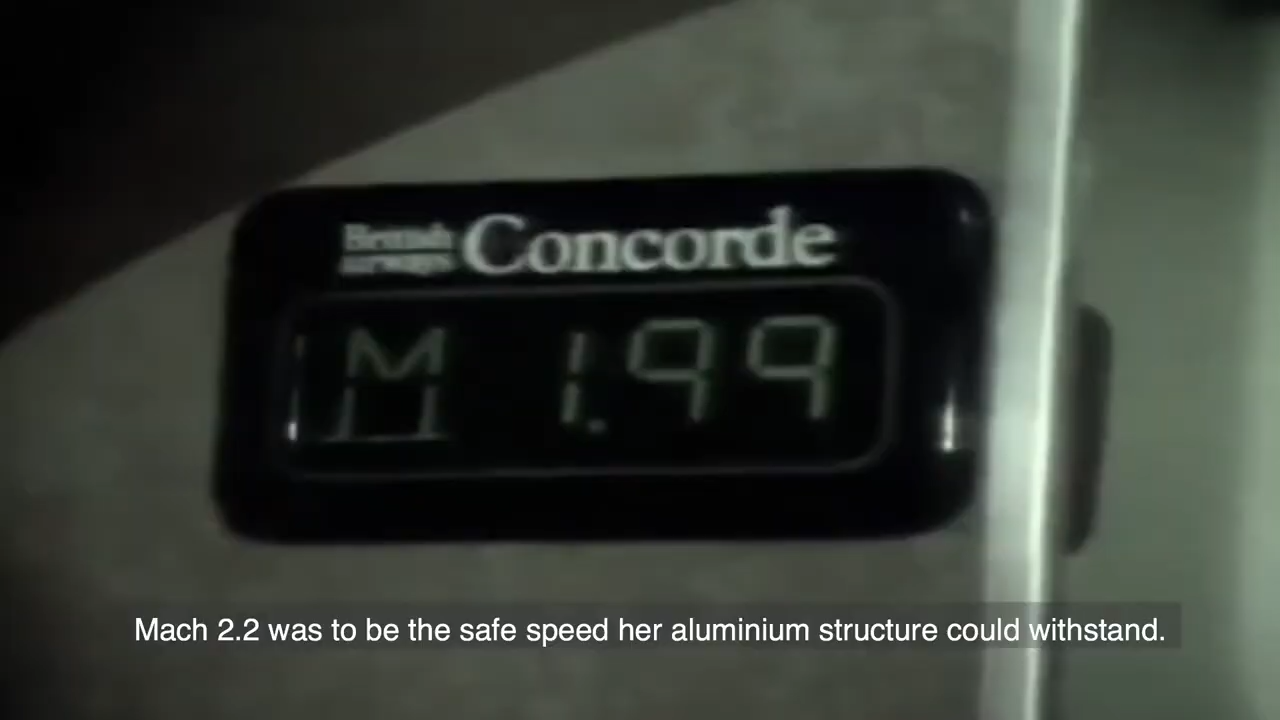 British
airways
Concorde
M 1.99
Mach 2.2 was to be the safe speed her aluminium structure could withstand.